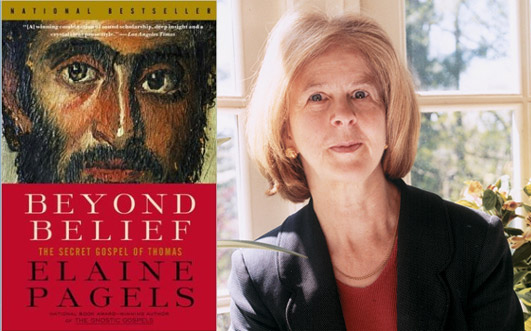 NATIONAL BESTSELLER
"[A] winning combination of sound scholarship, deep insight and a
crystal clear prose style." —Los Angeles Times
BEYOND
BELIEF
THE SECRET GOSPEL OF THOMAS
ELAINE
PAGELS
NATIONAL BOOK AWARD–WINNING AUTHOR
OF THE GNOSTIC GOSPELS